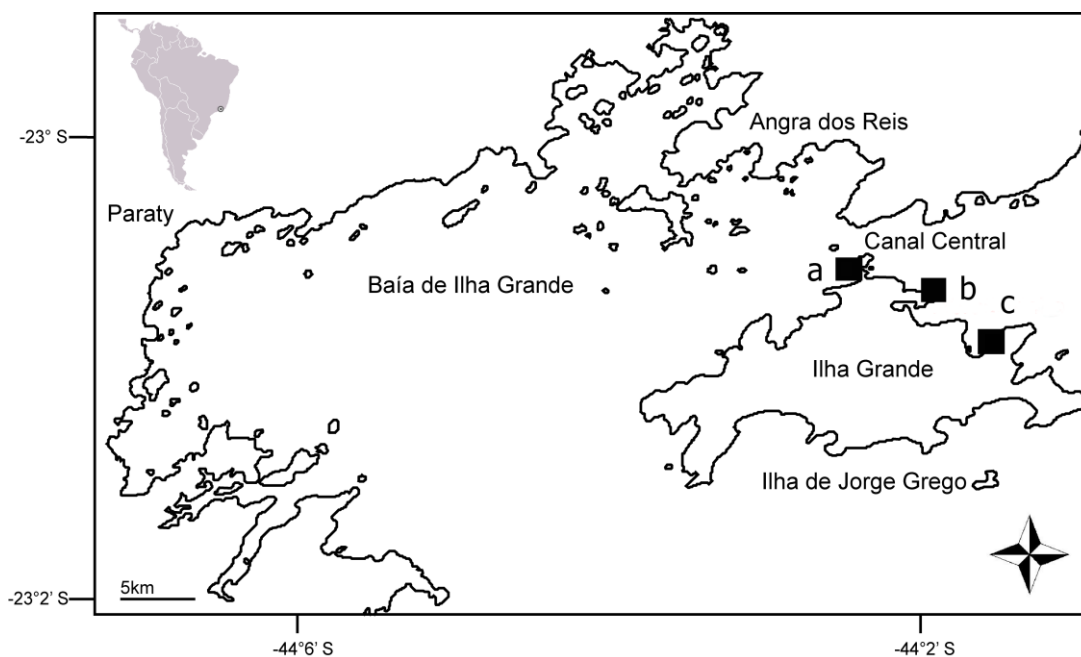 Angra dos Reis
-23° S
Paraty
Canal Central
a
b
Baía de Ilha Grande
c
Ilha Grande
Ilha de Jorge Grego
5km
-23°2' S
-44°6' S
-44°2' S